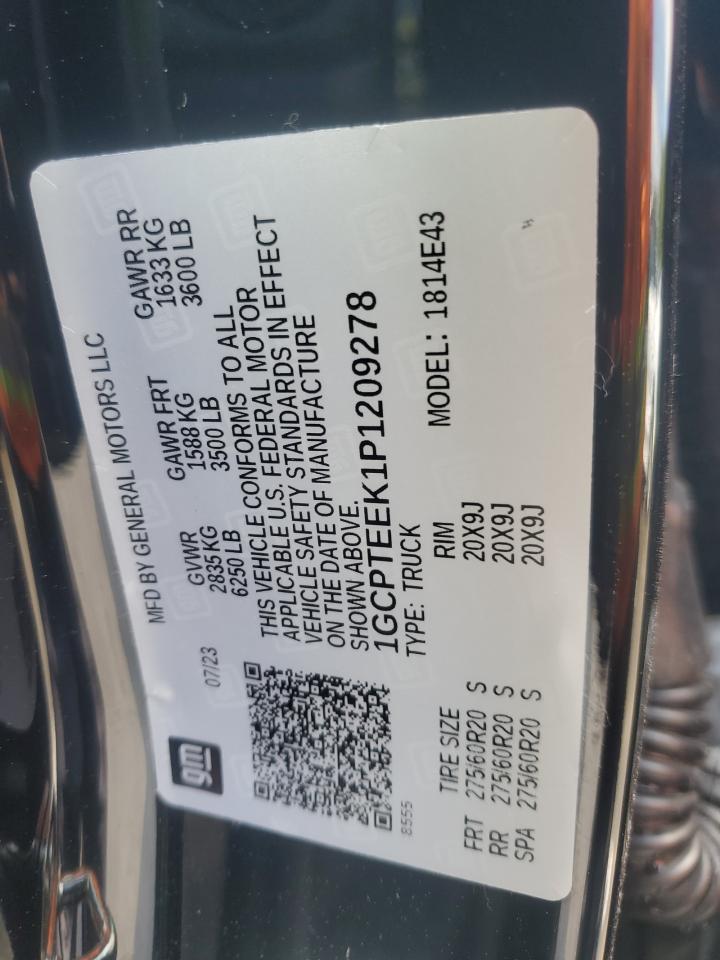 gm
07/23
MFD BY GENERAL MOTORS LLC
GVWR GAWR FRT GAWR RR
2835KG 1588 KG 1633 KG
6250 LB 3500 LB 3600 LB
THIS VEHICLE CONFORMS TO ALL
APPLICABLE U.S. FEDERAL MOTOR
VEHICLE SAFETY STANDARDS IN EFFECT
ON THE DATE OF MANUFACTURE
SHOWN ABOVE.
1GCPTEEK1P1209278
8555
TYPE: TRUCK
MODEL: 1814E43
TIRE SIZE RIM
FRT 275/60R20 S 20X9J
RR 275/60R20 S 20X9J
SPA 275/60R20 S 20X9J